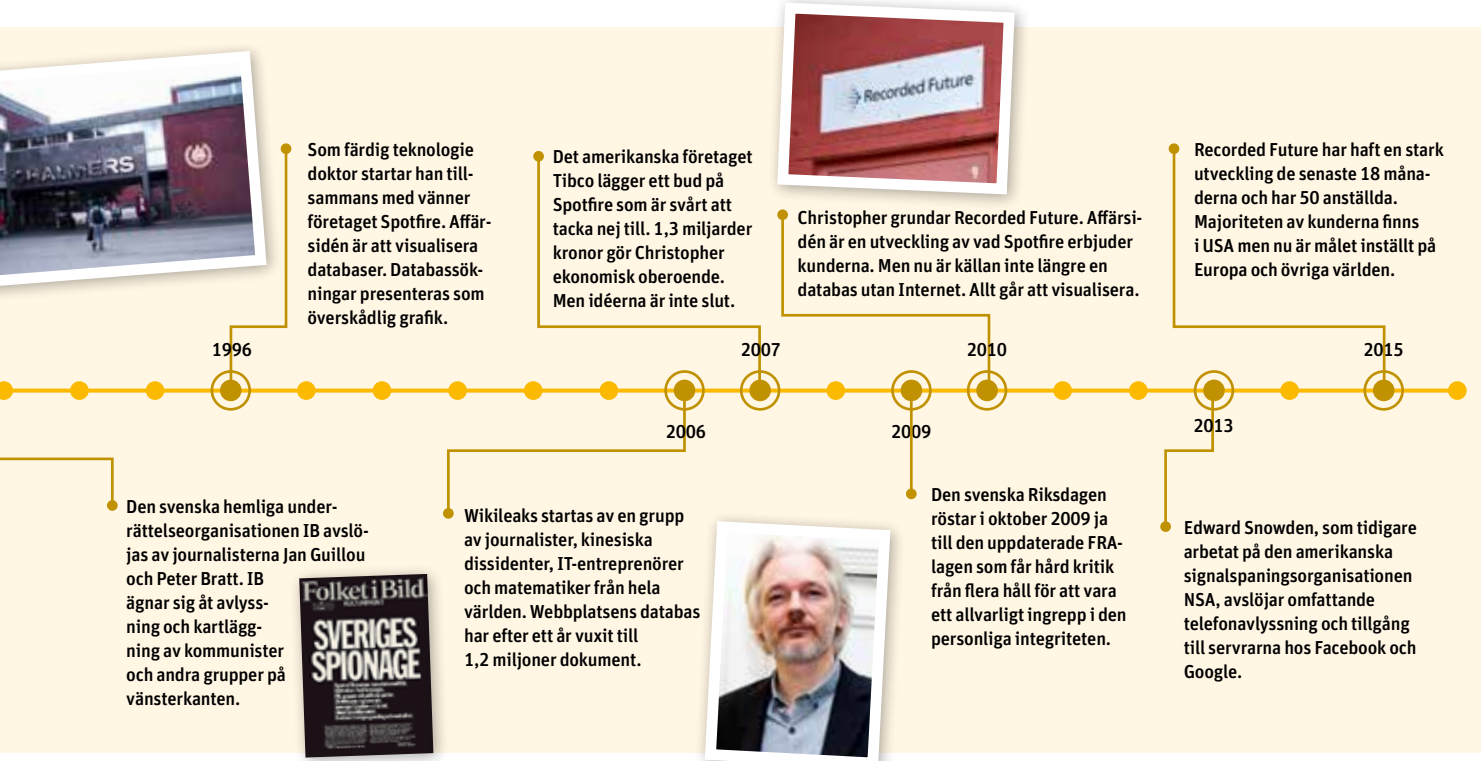 CHALMERS
Som färdig teknologie
doktor startar han till-
sammans med vänner
företaget Spotfire. Affär-
sidén är att visualisera
databaser. Databassök-
ningar presenteras som
överskådlig grafik.
1996
Det amerikanska företaget
Tibco lägger ett bud på
Spotfire som är svårt att
tacka nej till. 1,3 miljarder
kronor gör Christopher
ekonomisk oberoende.
Men idéerna är inte slut.
2007
Recorded Future
Christopher grundar Recorded Future. Affärsi-
dén är en utveckling av vad Spotfire erbjuder
kunderna. Men nu är källan inte längre en
databas utan Internet. Allt går att visualisera.
2010
Recorded Future har haft en stark
utveckling de senaste 18 måna-
derna och har 50 anställda.
Majoriteten av kunderna finns
i USA men nu är målet inställt på
Europa och övriga världen.
2015
Den svenska hemliga under-
rättelseorganisationen IB avslö-
jas av journalisterna Jan Guillou
och Peter Bratt. IB
ägnar sig åt avlyss-
ning och kartlägg-
ning av kommunister
och andra grupper på
vänsterkanten.
Folket i Bild
SVERIGES
SPIONAGE
2006
Wikileaks startas av en grupp
av journalister, kinesiska
dissidenter, IT-entreprenörer
och matematiker från hela
världen. Webbplatsens databas
har efter ett år vuxit till
1,2 miljoner dokument.
2009
Den svenska Riksdagen
röstar i oktober 2009 ja
till den uppdaterade FRA-
lagen som får hård kritik
från flera håll för att vara
ett allvarligt ingrepp i den
personliga integriteten.
2013
Edward Snowden, som tidigare
arbetat på den amerikanska
signalspaningsorganisationen
NSA, avslöjar omfattande
telefonavlyssning och tillgång
till servrarna hos Facebook och
Google.